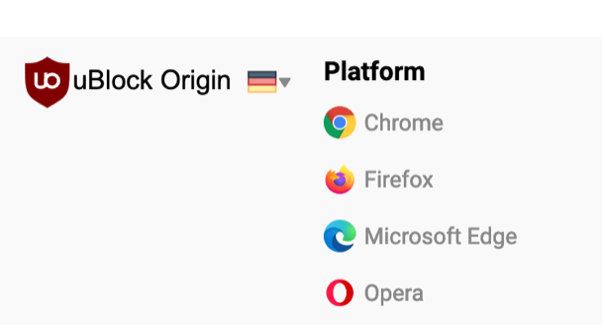 uBlock Origin
Platform
Chrome
Firefox
Microsoft Edge
Opera